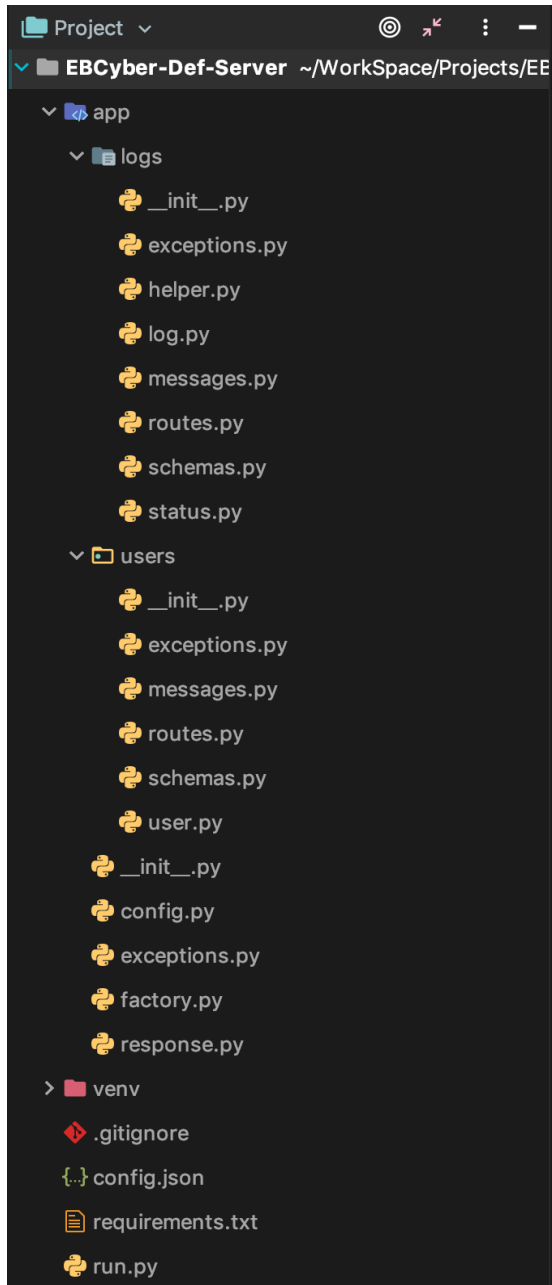 Project
EBCyber-Def-Server ~/WorkSpace/Projects/EB
app
logs
__init__.py
exceptions.py
helper.py
log.py
messages.py
routes.py
schemas.py
status.py
users
__init__.py
exceptions.py
messages.py
routes.py
schemas.py
user.py
__init__.py
config.py
exceptions.py
factory.py
response.py
venv
.gitignore
config.json
requirements.txt
run.py